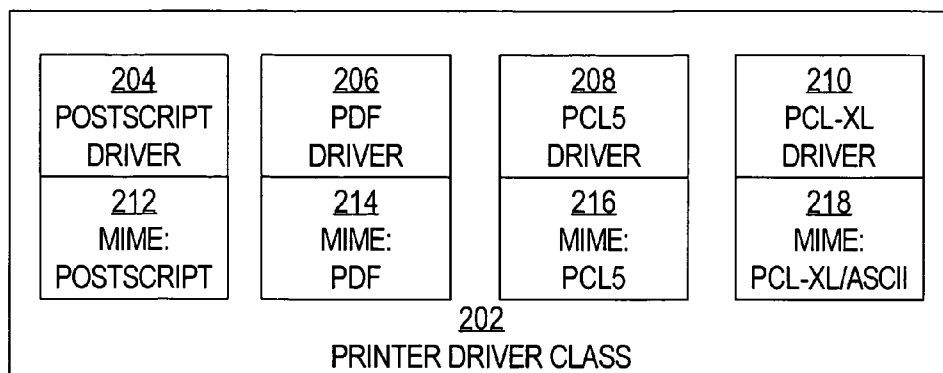 204
POSTSCRIPT
DRIVER
212
MIME:
POSTSCRIPT
206
PDF
DRIVER
214
MIME:
PDF
208
PCL5
DRIVER
216
MIME:
PCL5
210
PCL-XL
DRIVER
218
MIME:
PCL-XL/ASCII
202
PRINTER DRIVER CLASS